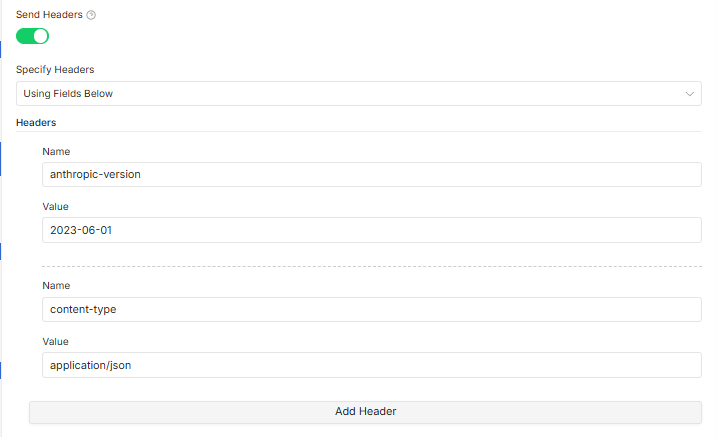 Send Headers
Specify Headers
Using Fields Below
Headers
Name
anthropic-version
Value
2023-06-01
Name
content-type
Value
application/json
Add Header